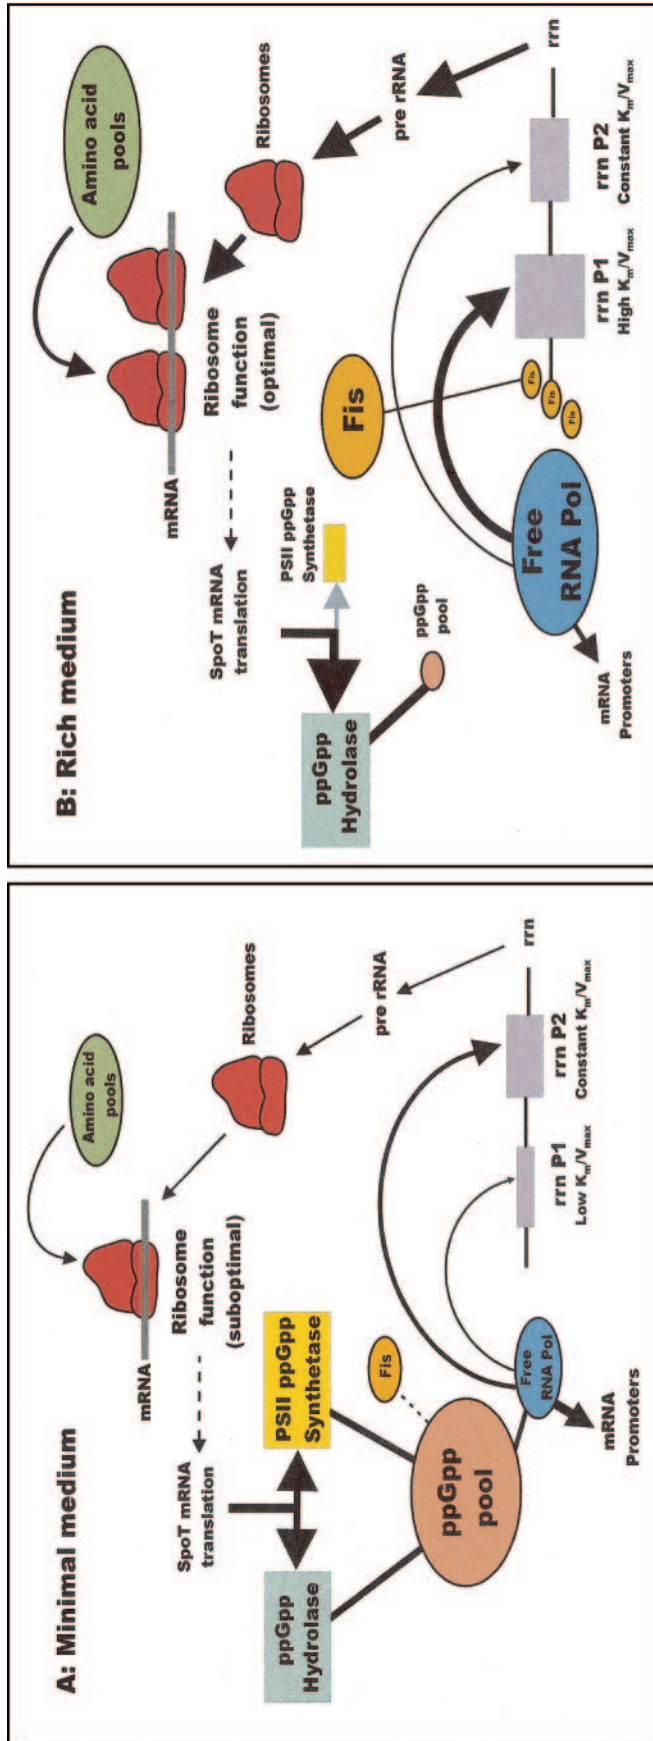 A: Minimal medium
Amino acid
pools
mRNA
Ribosome
function
(suboptimal)
Ribosomes
SpoT mRNA
translation
pre rRNA
ppGpp
Hydrolase
PSII ppGpp
Synthetase
Fis
ppGpp
pool
Free
RNA Pol
mRNA
Promoters
rrn
rrn P1
Low Km/Vmax
rrn P2
Constant Km/Vmax
B: Rich medium
Amino acid
pools
mRNA
Ribosome
function
(optimal)
Ribosomes
SpoT mRNA
translation
PSII ppGpp
Synthetase
pre rRNA
ppGpp
Hydrolase
ppGpp
pool
Fis
Fis
Fis
Fis
Free
RNA Pol
mRNA
Promoters
rrn
rrn P1
High Km/Vmax
rrn P2
Constant Km/Vmax